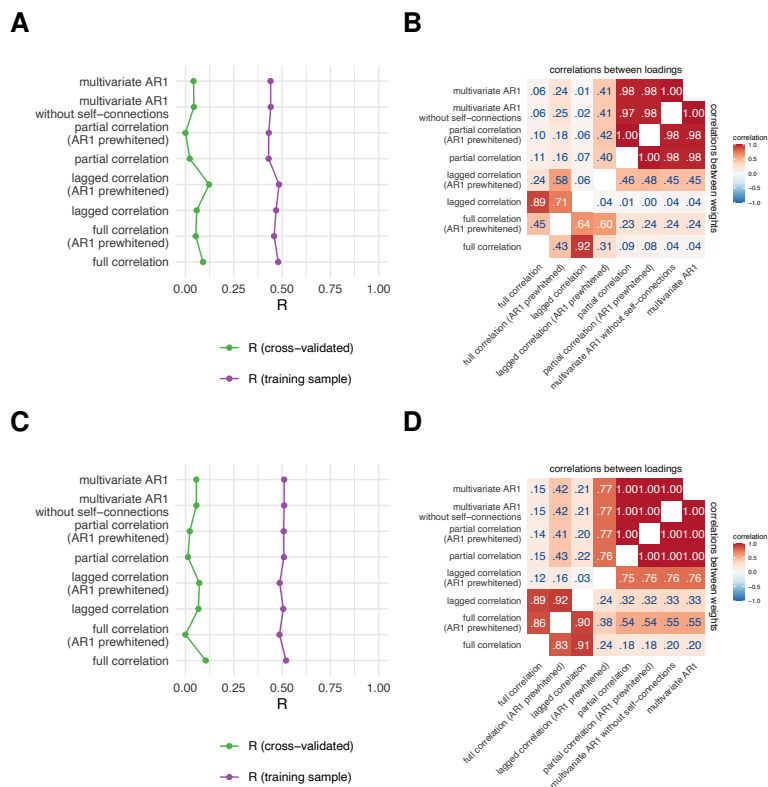 A
multivariate AR1
multivariate AR1
without self−connections
partial correlation
(AR1 prewhitened)
partial correlation
lagged correlation
(AR1 prewhitened)
lagged correlation
full correlation
(AR1 prewhitened)
full correlation
0.00 0.25 0.50 0.75 1.00
R
R (cross−validated)
R (training sample)
B
correlations between loadings
multivariate AR1 .06 .24 .01 .41 .98 .98 1.00
multivariate AR1
without self−connections .06 .25 .02 .41 .97 .98 1.00
partial correlation
(AR1 prewhitened) .10 .18 .06 .42 1.00 .98 .98
partial correlation .11 .16 .07 .40 1.00 .98 .98
lagged correlation
(AR1 prewhitened) .24 .58 .06 .46 .48 .45 .45
lagged correlation .89 .71 .04 .01 .00 .04 .04
full correlation
(AR1 prewhitened) .45 .64 .60 .23 .24 .24 .24
full correlation .43 .92 .31 .09 .08 .04 .04
full correlation
full correlation (AR1 prewhitened)
lagged correlation
lagged correlation (AR1 prewhitened)
partial correlation
partial correlation (AR1 prewhitened)
multivariate AR1 without self−connections
multivariate AR1
correlations between weights
correlation
1.0
0.5
0.0
−0.5
−1.0
C
multivariate AR1
multivariate AR1
without self−connections
partial correlation
(AR1 prewhitened)
partial correlation
lagged correlation
(AR1 prewhitened)
lagged correlation
full correlation
(AR1 prewhitened)
full correlation
0.00 0.25 0.50 0.75 1.00
R
R (cross−validated)
R (training sample)
D
correlations between loadings
multivariate AR1 .15 .42 .21 .77 1.00 1.00 1.00
multivariate AR1
without self−connections .15 .42 .21 .77 1.00 1.00 1.00
partial correlation
(AR1 prewhitened) .14 .41 .20 .77 1.00 1.00 1.00
partial correlation .15 .43 .22 .76 1.00 1.00 1.00
lagged correlation
(AR1 prewhitened) .12 .16 .03 .75 .76 .76 .76
lagged correlation .89 .92 .24 .32 .32 .33 .33
full correlation
(AR1 prewhitened) .86 .90 .38 .54 .54 .55 .55
full correlation .83 .91 .24 .18 .18 .20 .20
full correlation
full correlation (AR1 prewhitened)
lagged correlation
lagged correlation (AR1 prewhitened)
partial correlation
partial correlation (AR1 prewhitened)
multivariate AR1 without self−connections
multivariate AR1
correlations between weights
correlation
1.0
0.5
0.0
−0.5
−1.0